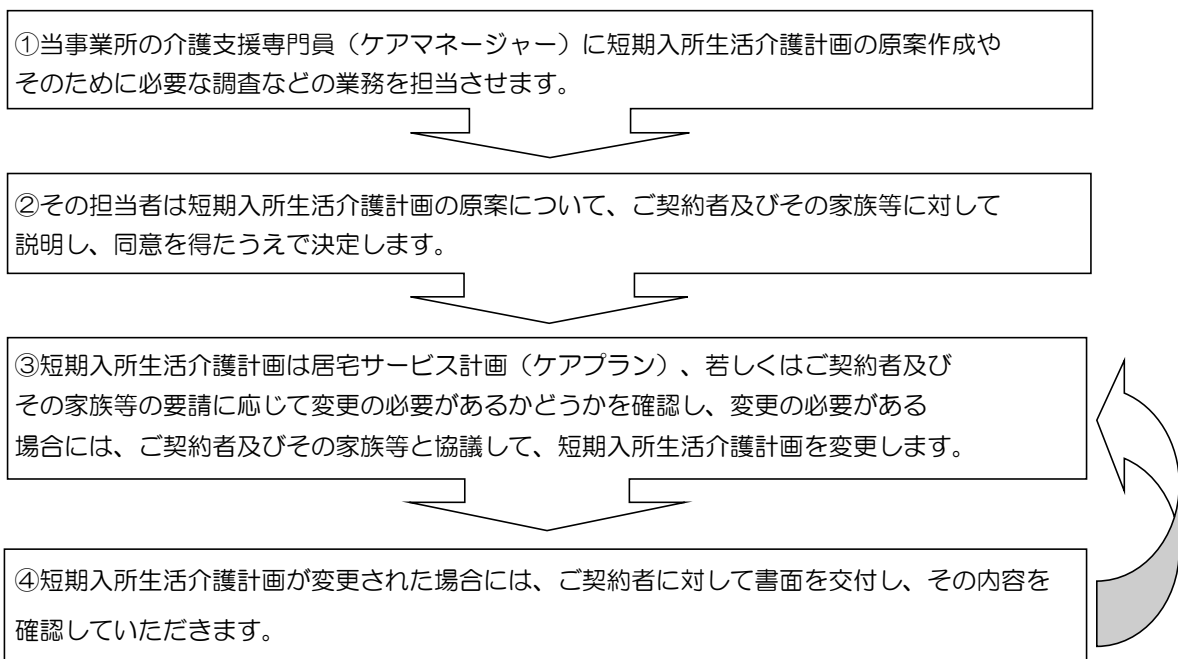 ①当事業所の介護支援専門員（ケアマネージャー）に短期入所生活介護計画の原案作成や
そのために必要な調査などの業務を担当させます。
②その担当者は短期入所生活介護計画の原案について、ご契約者及びその家族等に対して
説明し、同意を得たうえで決定します。
③短期入所生活介護計画は居宅サービス計画（ケアプラン）、若しくはご契約者及び
その家族等の要請に応じて変更の必要があるかどうかを確認し、変更の必要がある
場合には、ご契約者及びその家族等と協議して、短期入所生活介護計画を変更します。
④短期入所生活介護計画が変更された場合には、ご契約者に対して書面を交付し、その内容を
確認していただきます。